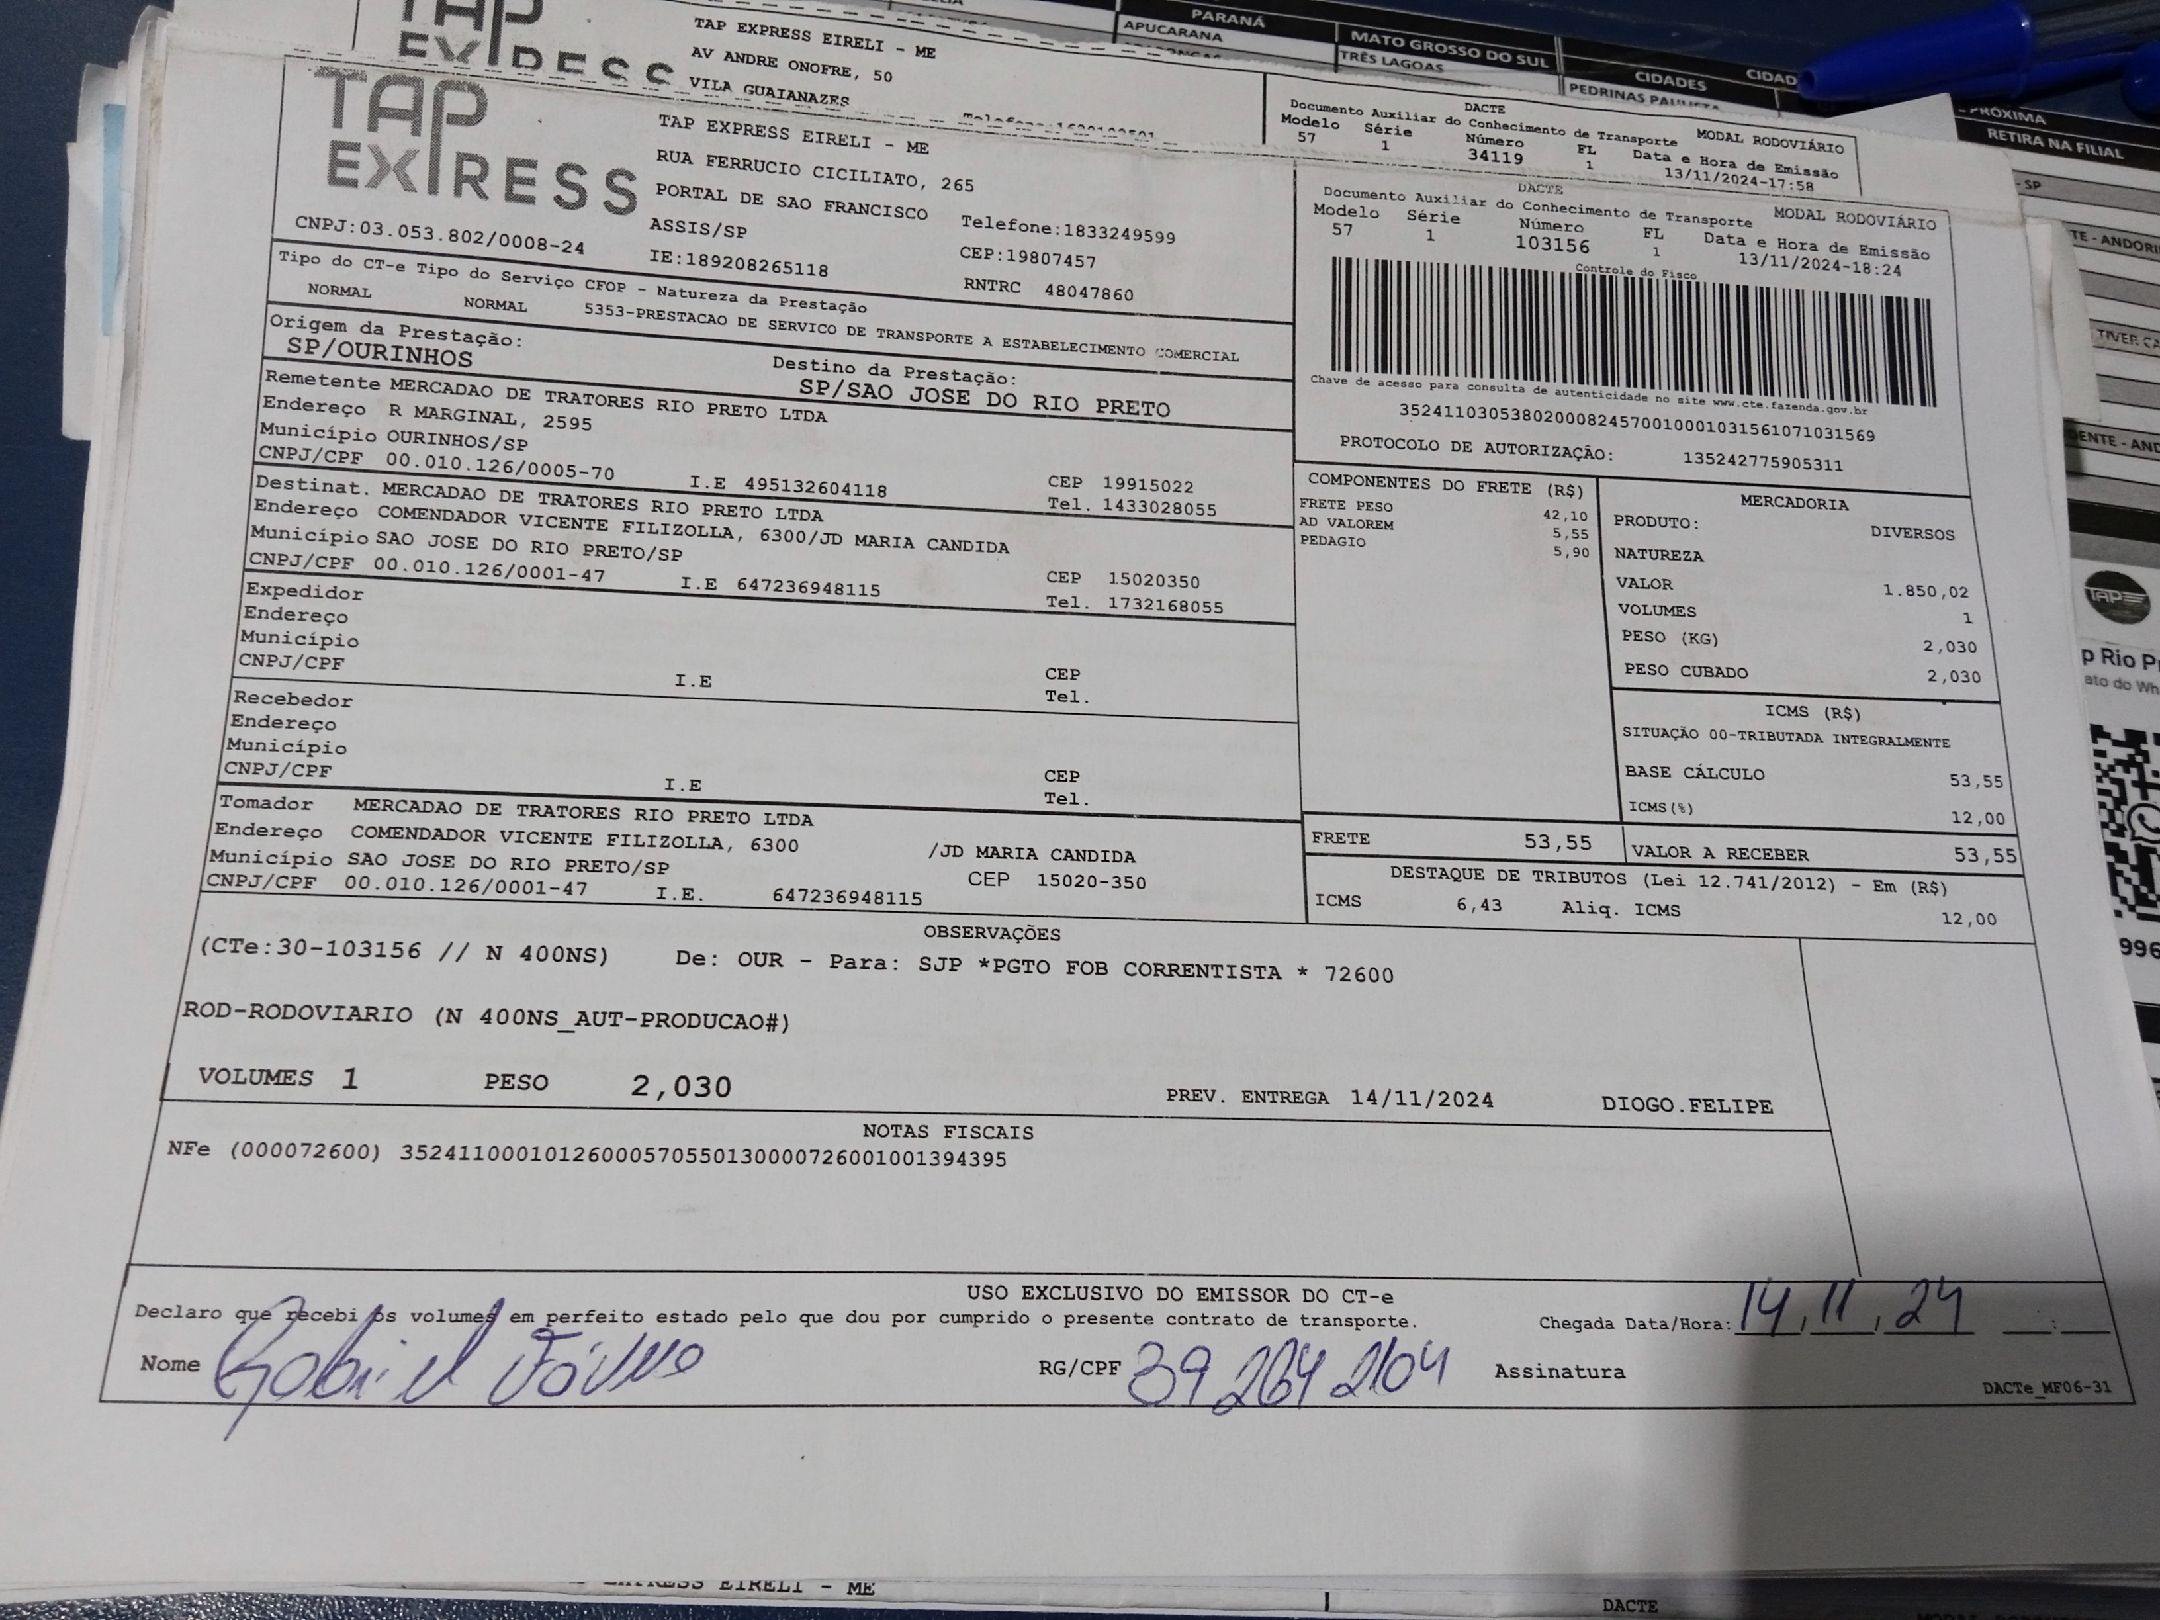 TAP EXPRESS
TAP EXPRESS EIRELI - ME
AV ANDRE ONOFRE, 50
VILA GUAIANAZES
DACTE
Documento Auxiliar do Conhecimento de Transporte MODAL RODOVIÁRIO
Modelo Série Número FL Data e Hora de Emissão
57 1 34119 1 13/11/2024-17:58
PARANÁ
APUCARANA
MATO GROSSO DO SUL
TRÊS LAGOAS
CIDADES
PEDRINAS PAULISTA
RETIRA NA FILIAL
TAP EXPRESS
CNPJ:03.053.802/0008-24
TAP EXPRESS EIRELI - ME
RUA FERRUCIO CICILIATO, 265
PORTAL DE SAO FRANCISCO Telefone:1833249599
ASSIS/SP CEP:19807457
IE:189208265118 RNTRC 48047860
DACTE
Documento Auxiliar do Conhecimento de Transporte MODAL RODOVIÁRIO
Modelo Série Número FL Data e Hora de Emissão
57 1 103156 1 13/11/2024-18:24
Controle do Fisco
Chave de acesso para consulta de autenticidade no site www.cte.fazenda.gov.br
35241103053802000824570010001031561071031569
PROTOCOLO DE AUTORIZAÇÃO: 135242775905311
Tipo do CT-e Tipo do Serviço CFOP - Natureza da Prestação
NORMAL NORMAL 5353-PRESTACAO DE SERVICO DE TRANSPORTE A ESTABELECIMENTO COMERCIAL
Origem da Prestação: Destino da Prestação:
SP/OURINHOS SP/SAO JOSE DO RIO PRETO
Remetente MERCADAO DE TRATORES RIO PRETO LTDA
Endereço R MARGINAL, 2595
Município OURINHOS/SP CEP 19915022
CNPJ/CPF 00.010.126/0005-70 I.E 495132604118 Tel. 1433028055
Destinat. MERCADAO DE TRATORES RIO PRETO LTDA
Endereço COMENDADOR VICENTE FILIZOLLA, 6300/JD MARIA CANDIDA
Município SAO JOSE DO RIO PRETO/SP CEP 15020350
CNPJ/CPF 00.010.126/0001-47 I.E 647236948115 Tel. 1732168055
Expedidor
Endereço
Município CEP
CNPJ/CPF I.E Tel.
Recebedor
Endereço
Município CEP
CNPJ/CPF I.E Tel.
Tomador MERCADAO DE TRATORES RIO PRETO LTDA
Endereço COMENDADOR VICENTE FILIZOLLA, 6300 /JD MARIA CANDIDA
Município SAO JOSE DO RIO PRETO/SP CEP 15020-350
CNPJ/CPF 00.010.126/0001-47 I.E. 647236948115
COMPONENTES DO FRETE (R$)
FRETE PESO 42,10
AD VALOREM 5,55
PEDAGIO 5,90
MERCADORIA
PRODUTO: DIVERSOS
NATUREZA
VALOR 1.850,02
VOLUMES 1
PESO (KG) 2,030
PESO CUBADO 2,030
ICMS (R$)
SITUAÇÃO 00-TRIBUTADA INTEGRALMENTE
BASE CÁLCULO 53,55
ICMS(%) 12,00
FRETE 53,55 VALOR A RECEBER 53,55
DESTAQUE DE TRIBUTOS (Lei 12.741/2012) - Em (R$)
ICMS 6,43 Aliq. ICMS 12,00
OBSERVAÇÕES
(CTe:30-103156 // N 400NS) De: OUR - Para: SJP *PGTO FOB CORRENTISTA * 72600
ROD-RODOVIARIO (N 400NS_AUT-PRODUCAO#)
VOLUMES 1 PESO 2,030 PREV. ENTREGA 14/11/2024 DIOGO.FELIPE
NOTAS FISCAIS
NFe (000072600) 35241100010126000570550130000726001001394395
USO EXCLUSIVO DO EMISSOR DO CT-e
Declaro que recebi os volumes em perfeito estado pelo que dou por cumprido o presente contrato de transporte. Chegada Data/Hora: 14,11,24
Nome Gabriel RG/CPF 39 264 2104 Assinatura
DACTe_MF06-31
EXPRESS EIRELI - ME
DACTE